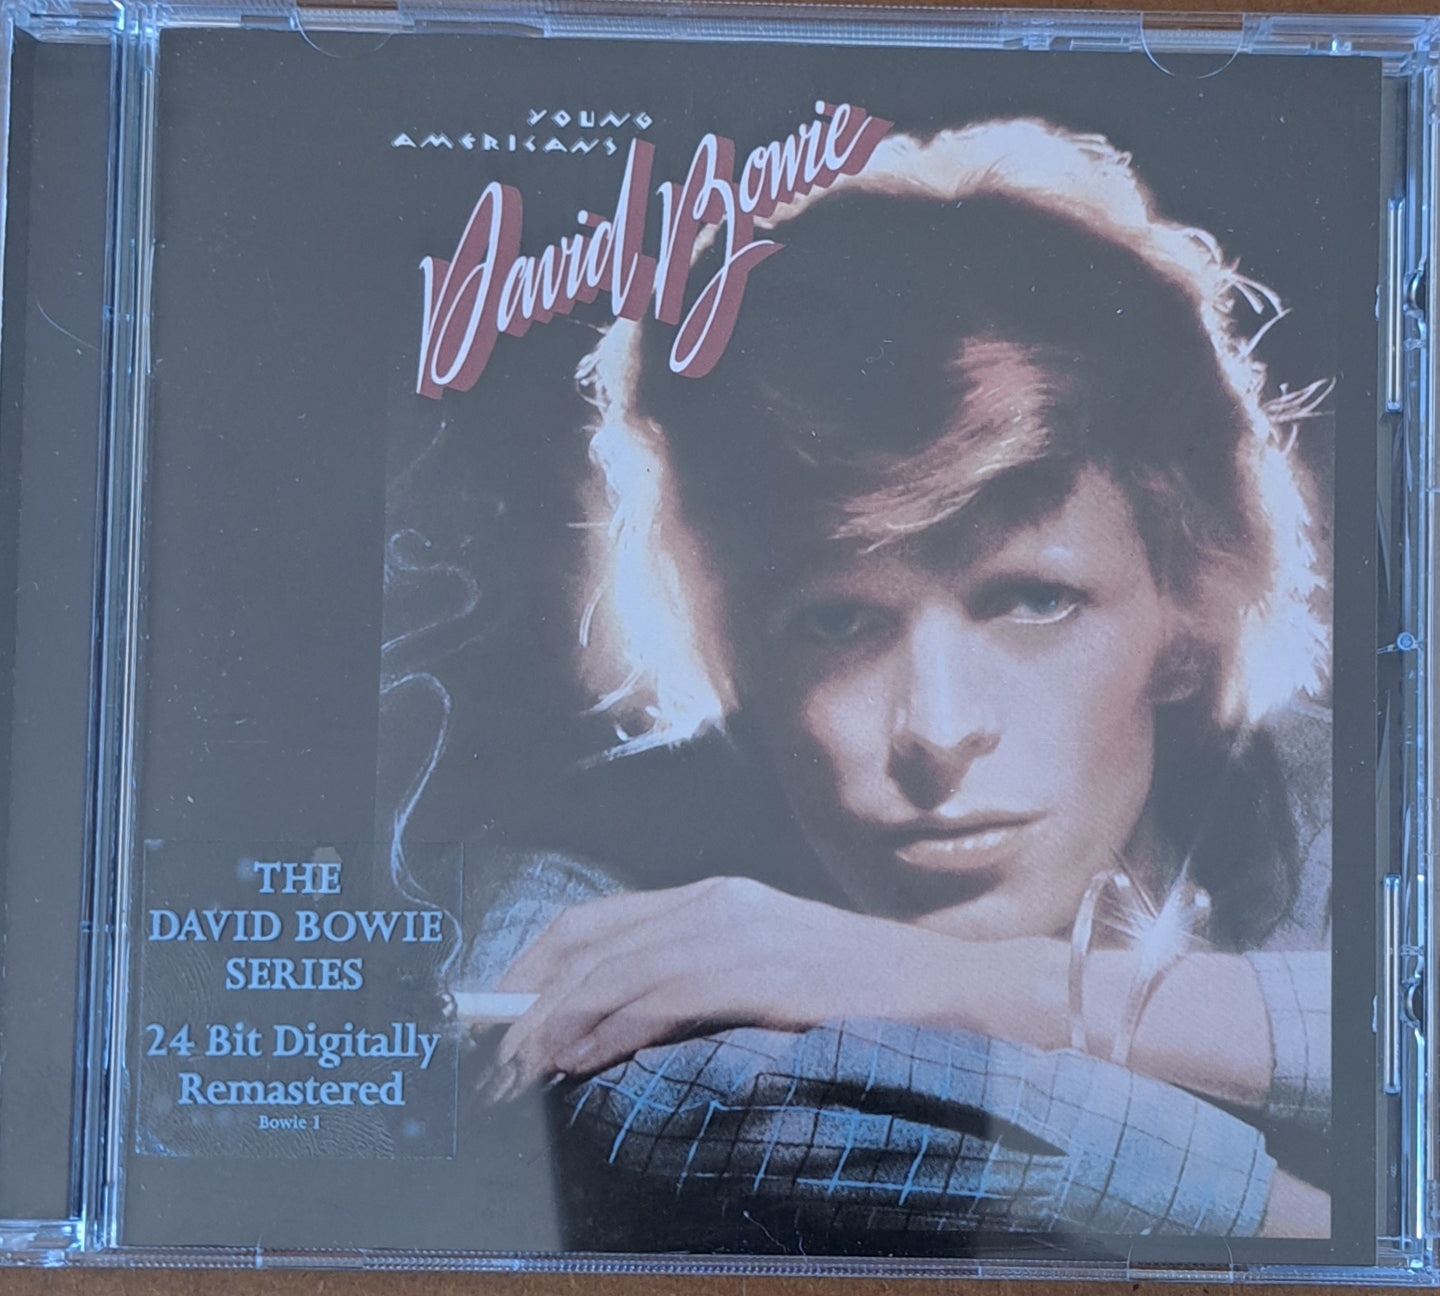 YOUNG
AMERICANS
David Bowie
THE
DAVID BOWIE
SERIES
24 Bit Digitally
Remastered
Bowie 1